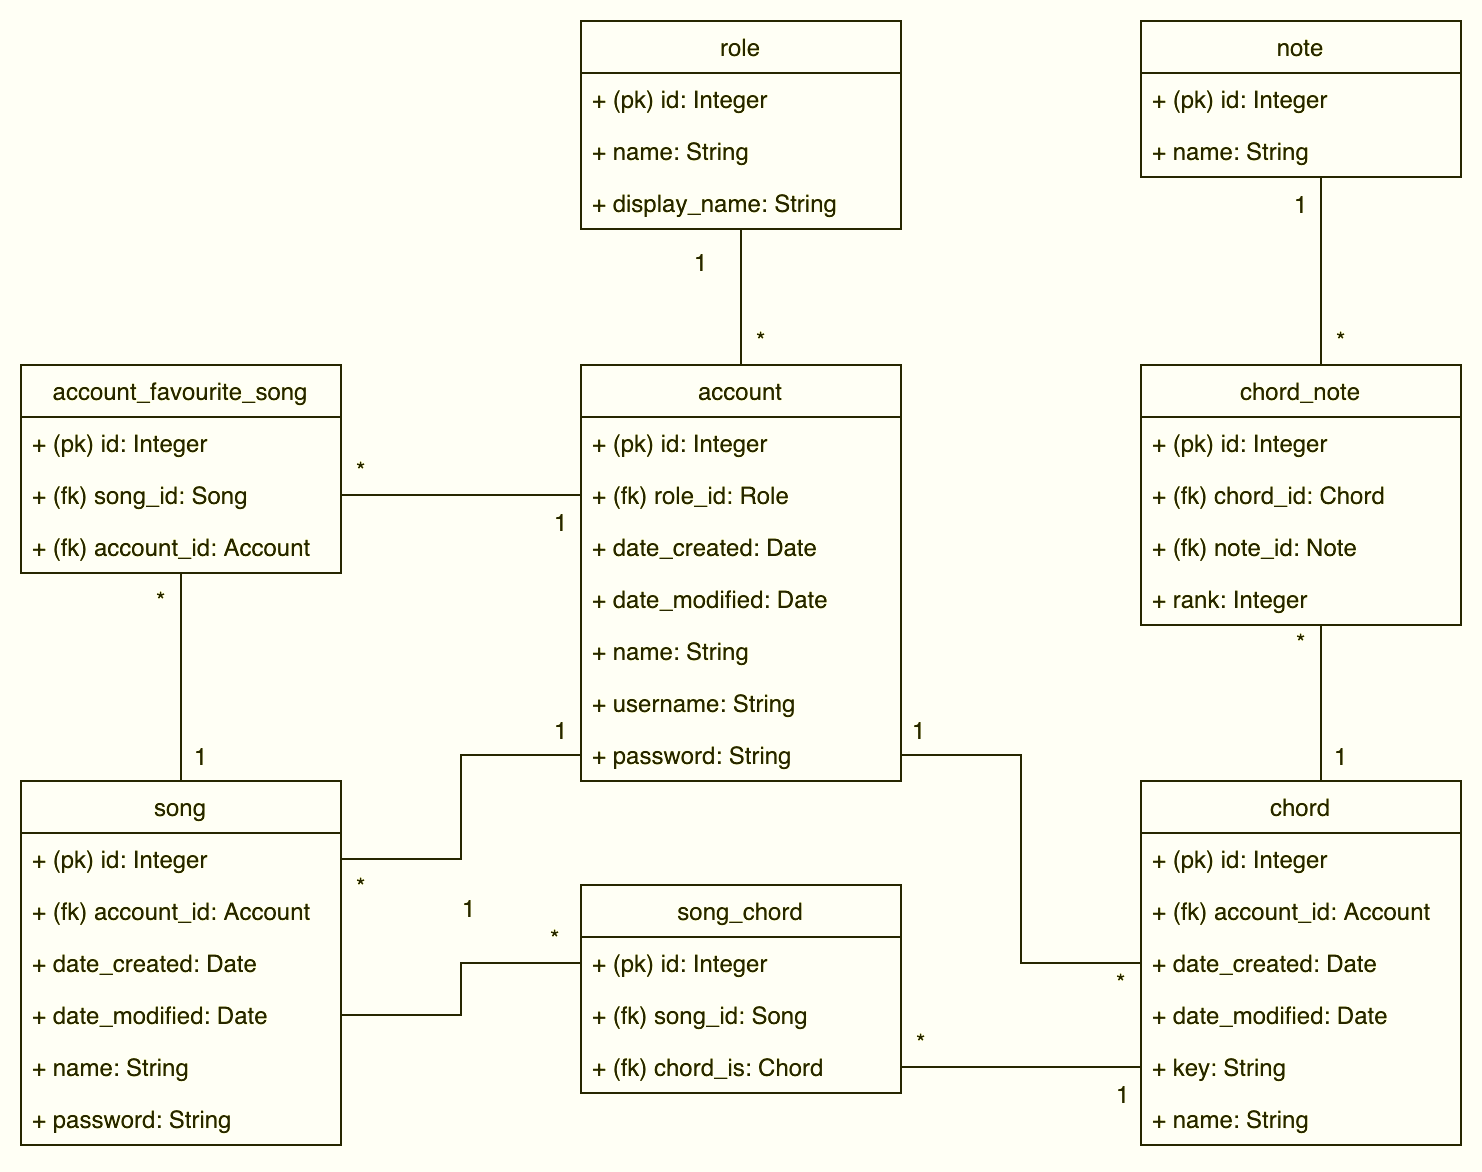 role
+ (pk) id: Integer
+ name: String
+ display_name: String
1
*
note
+ (pk) id: Integer
+ name: String
1
*
account_favourite_song
+ (pk) id: Integer
+ (fk) song_id: Song
+ (fk) account_id: Account
*
1
*
1
account
+ (pk) id: Integer
+ (fk) role_id: Role
+ date_created: Date
+ date_modified: Date
+ name: String
+ username: String
+ password: String
1
*
1
*
chord_note
+ (pk) id: Integer
+ (fk) chord_id: Chord
+ (fk) note_id: Note
+ rank: Integer
*
1
song
+ (pk) id: Integer
+ (fk) account_id: Account
+ date_created: Date
+ date_modified: Date
+ name: String
+ password: String
1
*
song_chord
+ (pk) id: Integer
+ (fk) song_id: Song
+ (fk) chord_is: Chord
*
1
chord
+ (pk) id: Integer
+ (fk) account_id: Account
+ date_created: Date
+ date_modified: Date
+ key: String
+ name: String